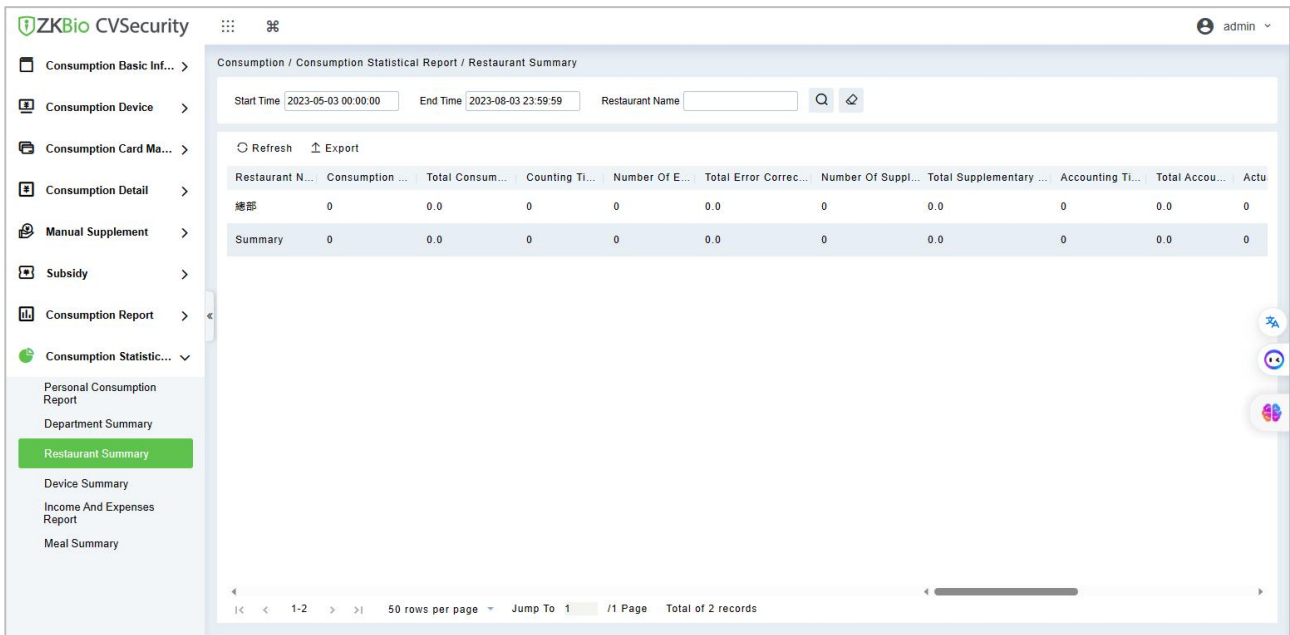 ZKBio CVSecurity
admin
Consumption Basic Inf...
Consumption Device
Consumption Card Ma...
Consumption Detail
Manual Supplement
Subsidy
Consumption Report
Consumption Statistic...
Personal Consumption
Report
Department Summary
Restaurant Summary
Device Summary
Income And Expenses
Report
Meal Summary
Consumption / Consumption Statistical Report / Restaurant Summary
Start Time 2023-05-03 00:00:00 End Time 2023-08-03 23:59:59 Restaurant Name
Refresh Export
Restaurant N... Consumption ... Total Consum... Counting Ti... Number Of E... Total Error Correc... Number Of Suppl... Total Supplementary ... Accounting Ti... Total Accou... Actu
總部 0 0.0 0 0 0.0 0 0.0 0 0.0 0
Summary 0 0.0 0 0 0.0 0 0.0 0 0.0 0
1-2 50 rows per page Jump To 1 /1 Page Total of 2 records